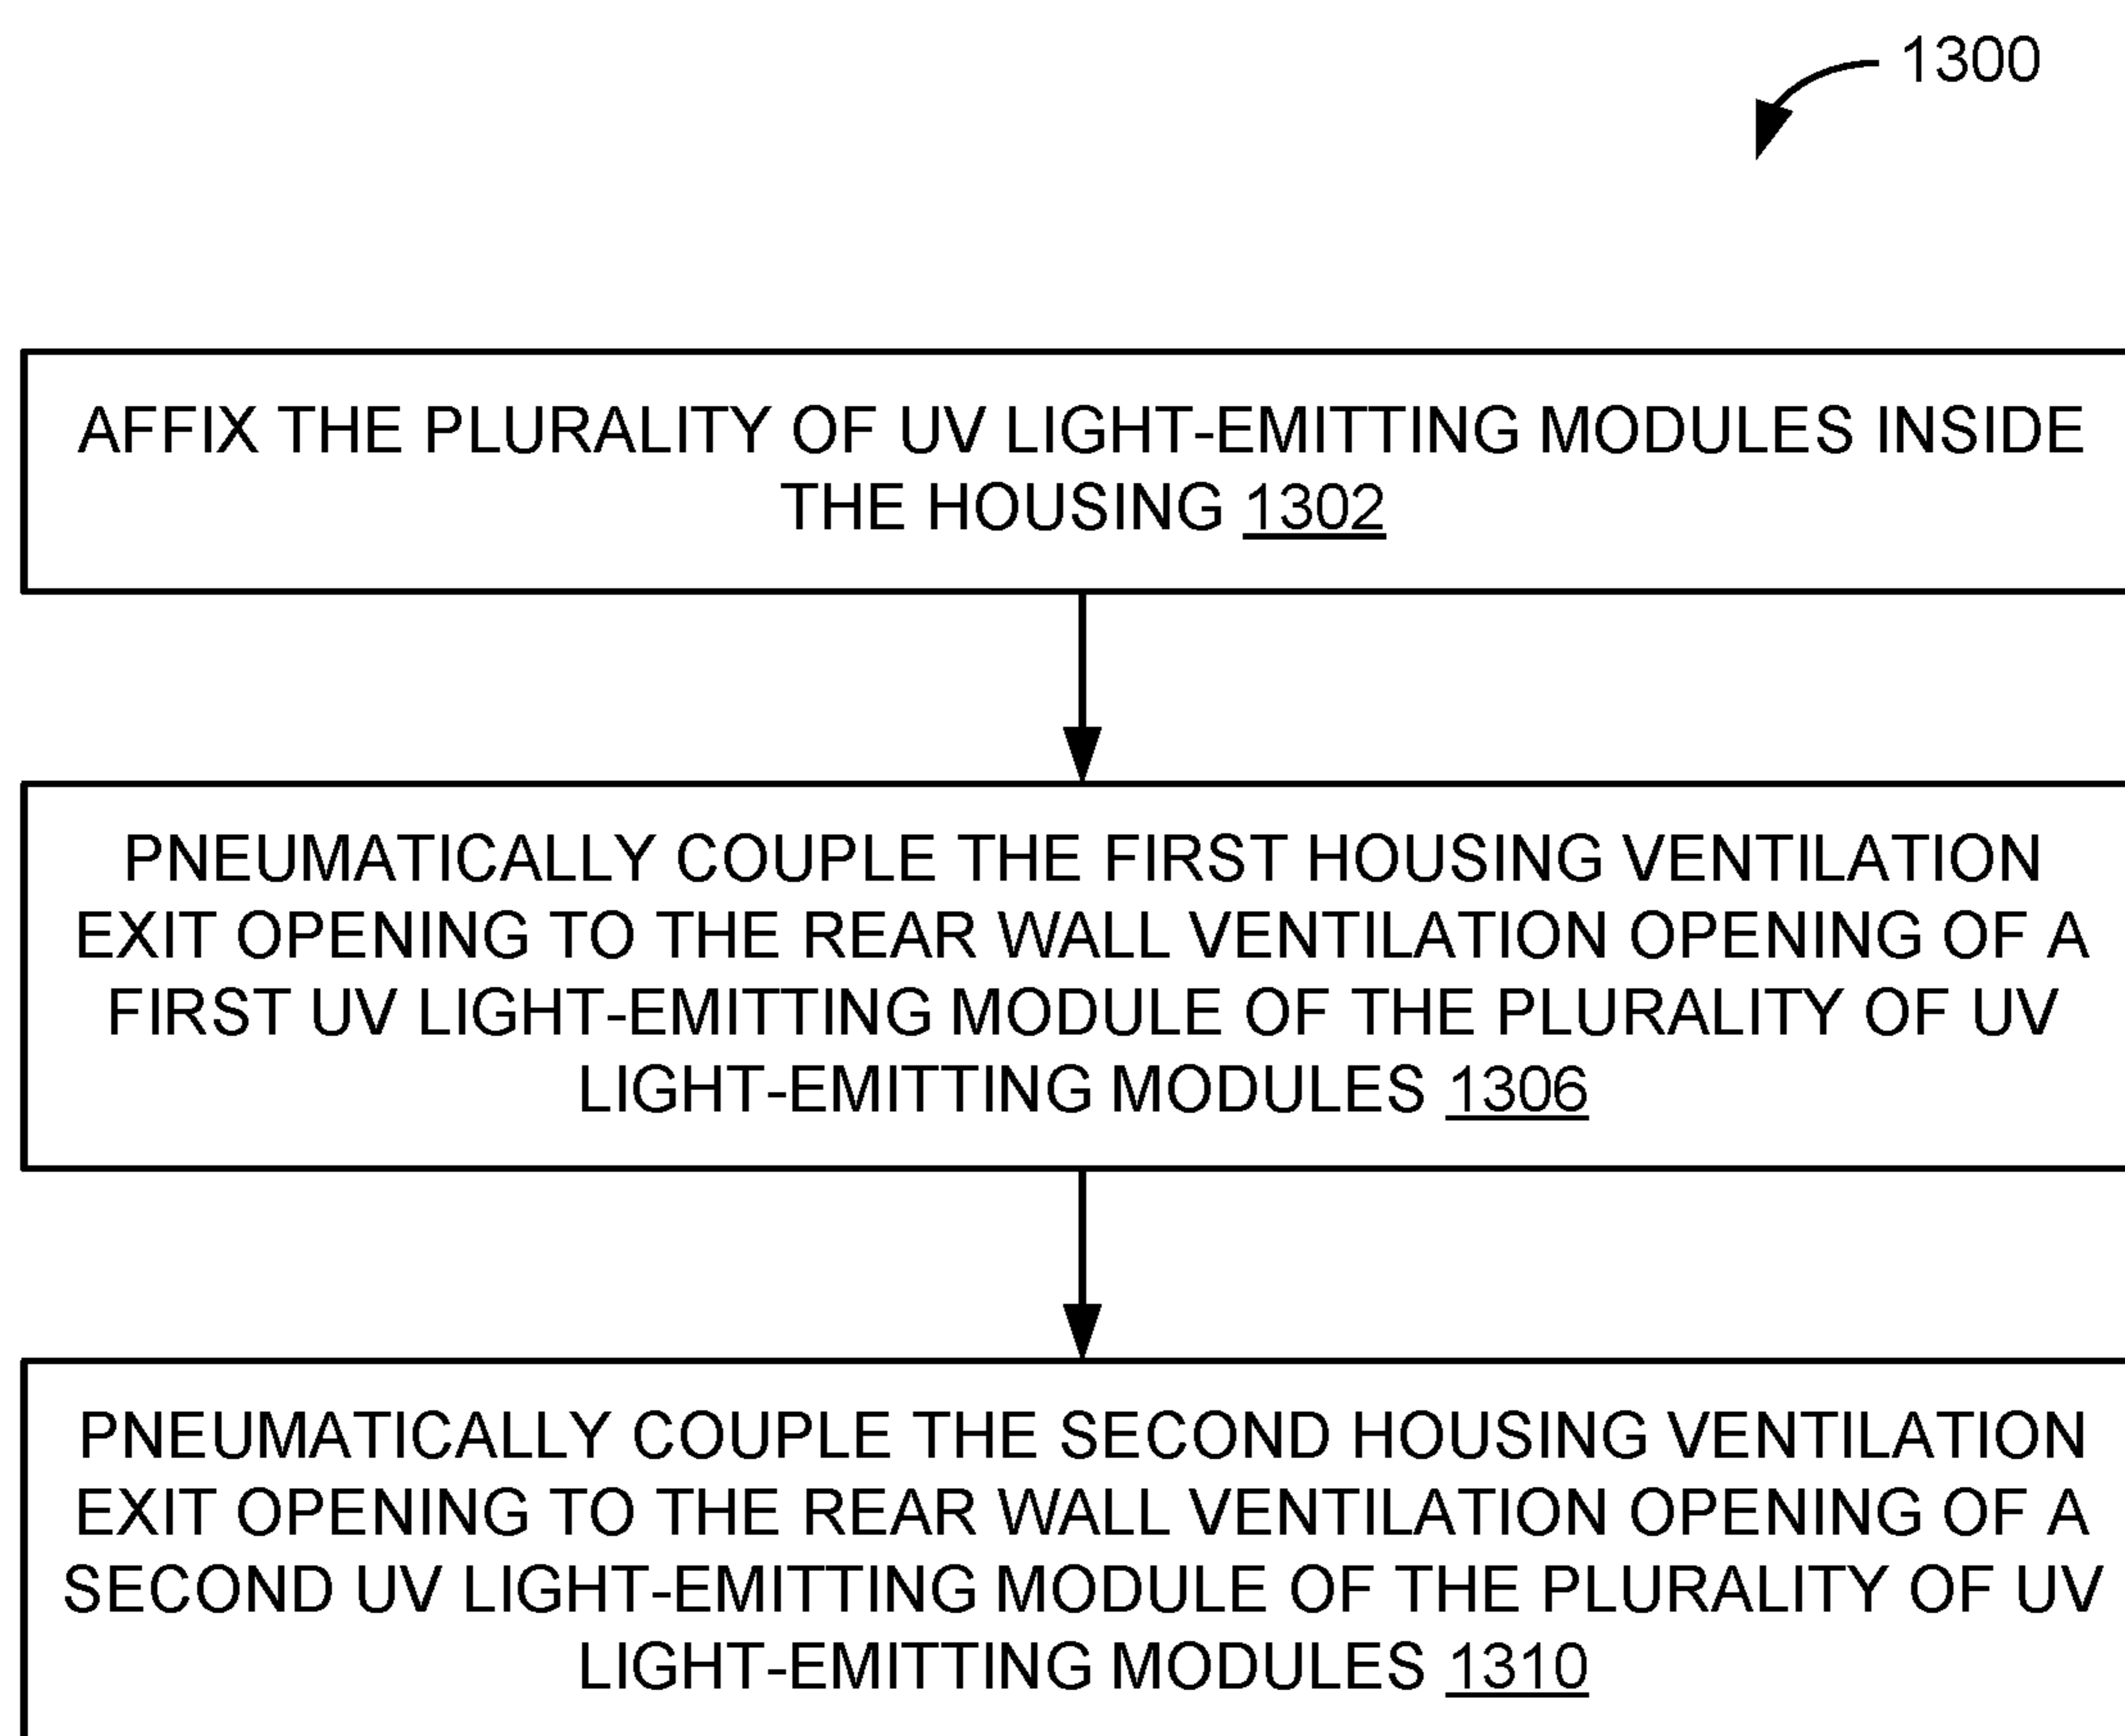 1300
AFFIX THE PLURALITY OF UV LIGHT-EMITTING MODULES INSIDE
THE HOUSING 1302
PNEUMATICALLY COUPLE THE FIRST HOUSING VENTILATION
EXIT OPENING TO THE REAR WALL VENTILATION OPENING OF A
FIRST UV LIGHT-EMITTING MODULE OF THE PLURALITY OF UV
LIGHT-EMITTING MODULES 1306
PNEUMATICALLY COUPLE THE SECOND HOUSING VENTILATION
EXIT OPENING TO THE REAR WALL VENTILATION OPENING OF A
SECOND UV LIGHT-EMITTING MODULE OF THE PLURALITY OF UV
LIGHT-EMITTING MODULES 1310